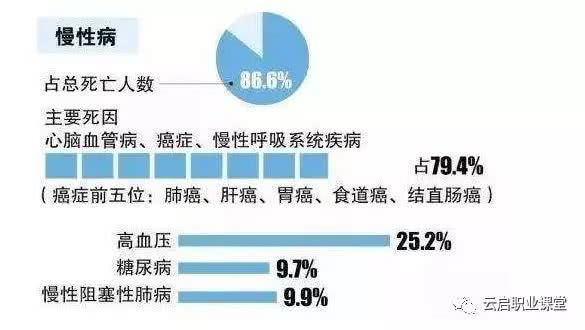 慢性病
占总死亡人数
86.6%
主要死因
心脑血管病、癌症、慢性呼吸系统疾病
占79.4%
（癌症前五位：肺癌、肝癌、胃癌、食道癌、结直肠癌）
高血压 25.2%
糖尿病 9.7%
慢性阻塞性肺病 9.9%
云启职业课堂